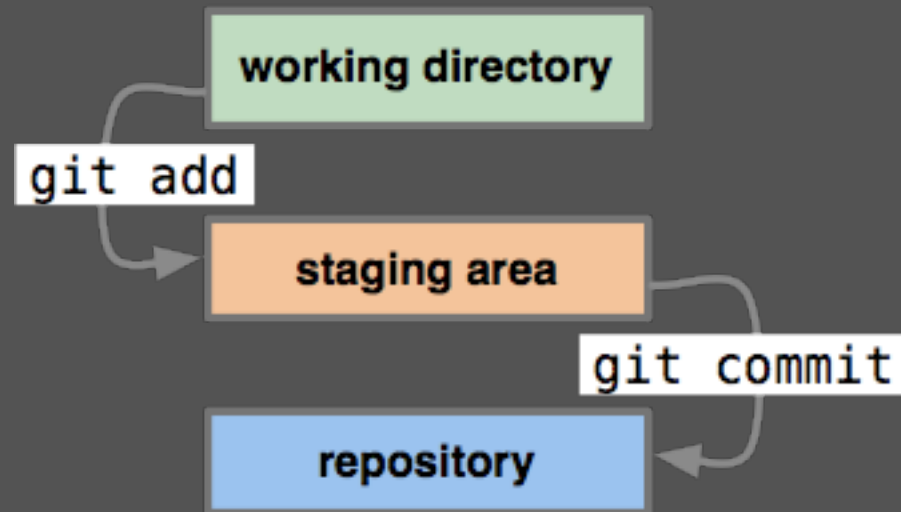 working directory
git add
staging area
git commit
repository